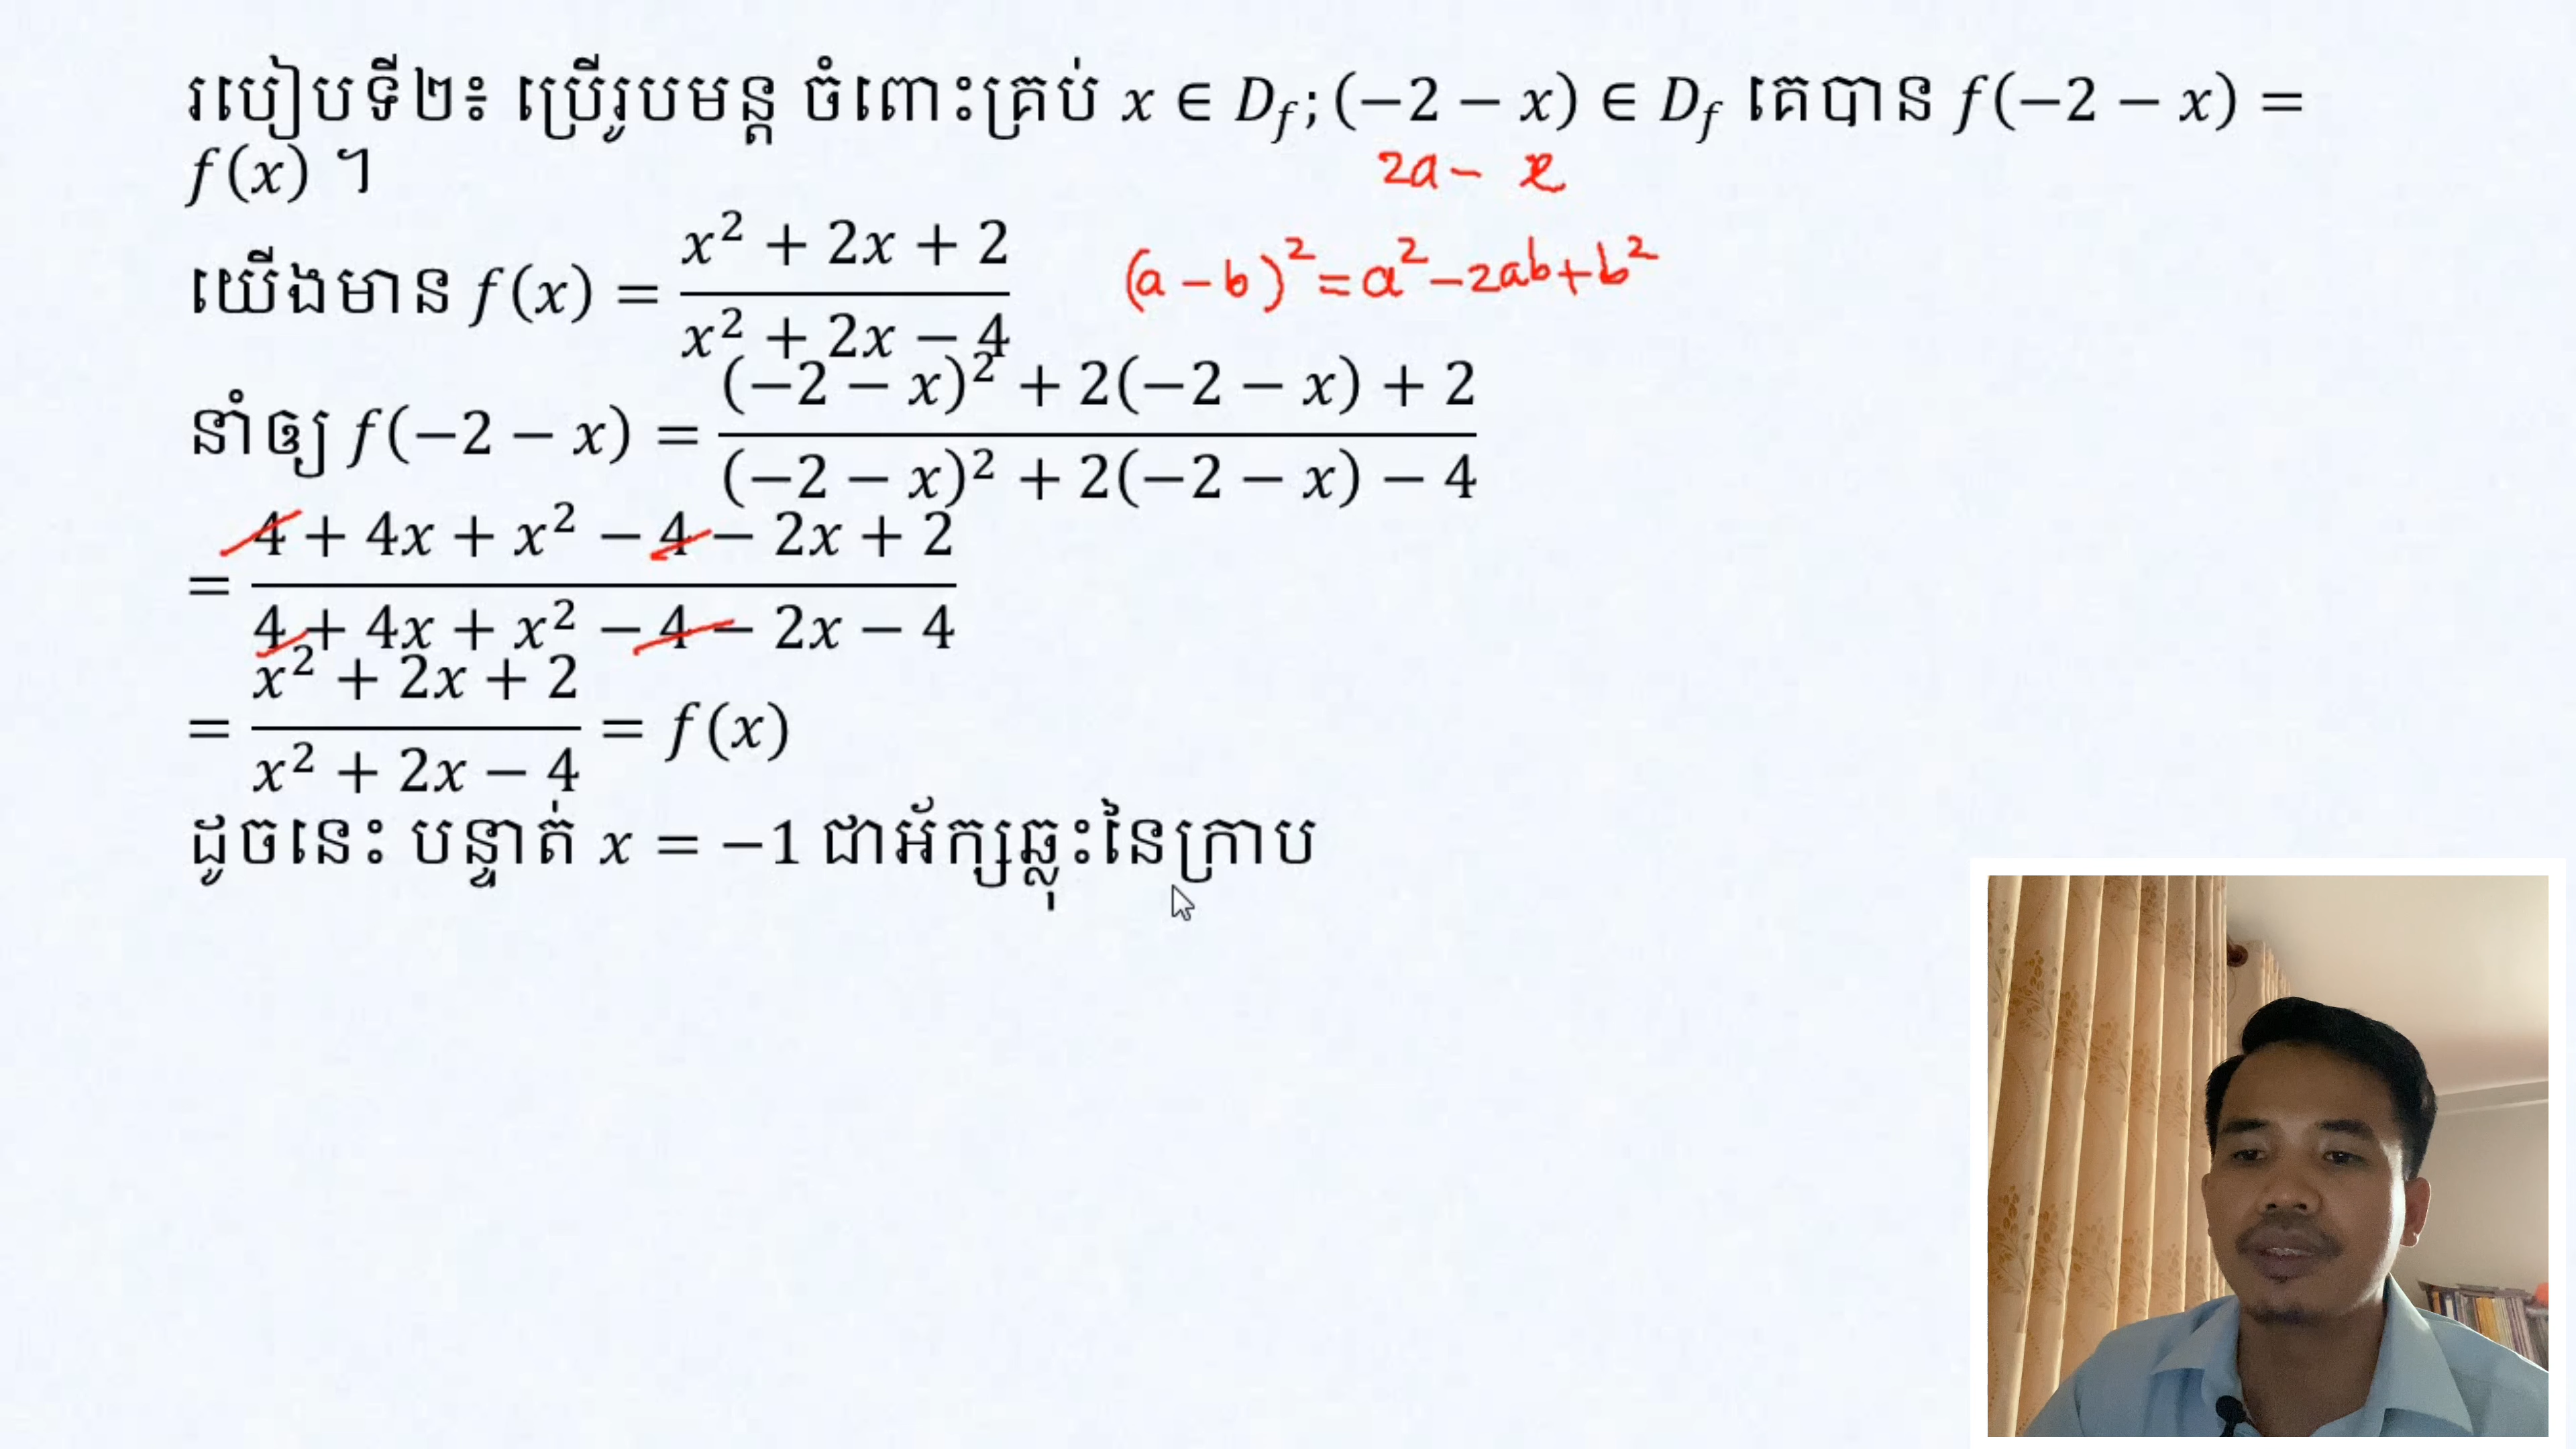 របៀបទី២៖ ប្រើរូបមន្ត ចំពោះគ្រប់ x ∈ D_f; (−2 − x) ∈ D_f គេបាន f(−2 − x) =
f(x) ។
2a − x
យើងមាន f(x) = (x² + 2x + 2)/(x² + 2x − 4)
(a − b)² = a² − 2ab + b²
នាំឲ្យ f(−2 − x) = ((−2 − x)² + 2(−2 − x) + 2)/((−2 − x)² + 2(−2 − x) − 4)
= (4 + 4x + x² − 4 − 2x + 2)/(4 + 4x + x² − 4 − 2x − 4)
= (x² + 2x + 2)/(x² + 2x − 4) = f(x)
ដូចនេះ បន្ទាត់ x = −1 ជាអ័ក្សឆ្លុះនៃក្រាប